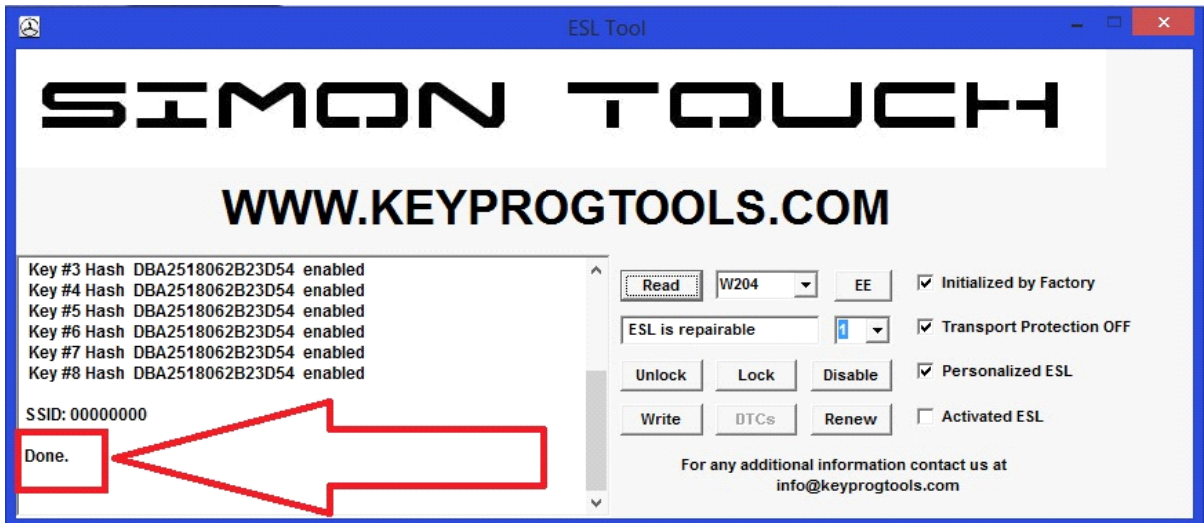 ESL Tool
SIMON TOUCH
WWW.KEYPROGTOOLS.COM
Key #3 Hash DBA2518062B23D54 enabled
Key #4 Hash DBA2518062B23D54 enabled
Key #5 Hash DBA2518062B23D54 enabled
Key #6 Hash DBA2518062B23D54 enabled
Key #7 Hash DBA2518062B23D54 enabled
Key #8 Hash DBA2518062B23D54 enabled
SSID: 00000000
Done.
Read W204 EE Initialized by Factory
ESL is repairable 1 Transport Protection OFF
Unlock Lock Disable Personalized ESL
Write DTCs Renew Activated ESL
For any additional information contact us at
info@keyprogtools.com